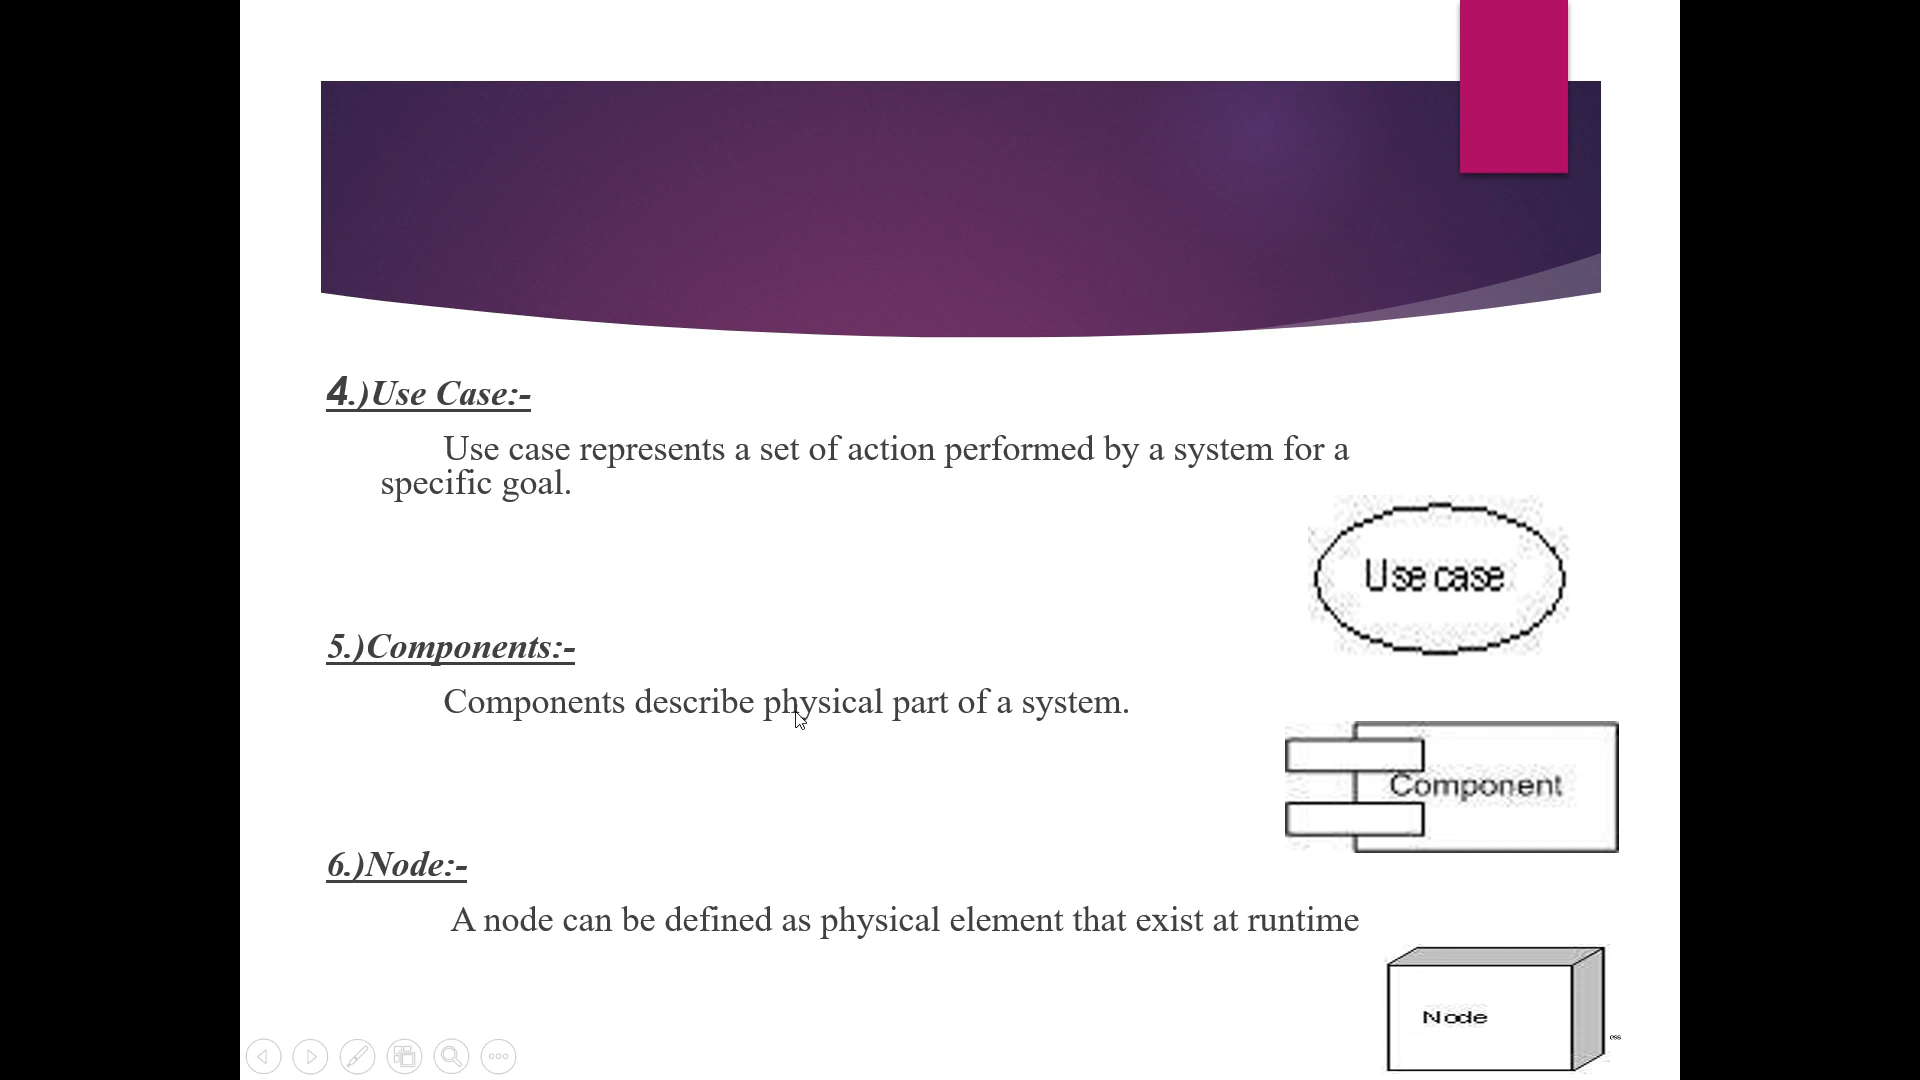 4.)Use Case:-
Use case represents a set of action performed by a system for a
specific goal.
Use case
5.)Components:-
Components describe physical part of a system.
Component
6.)Node:-
A node can be defined as physical element that exist at runtime
Node